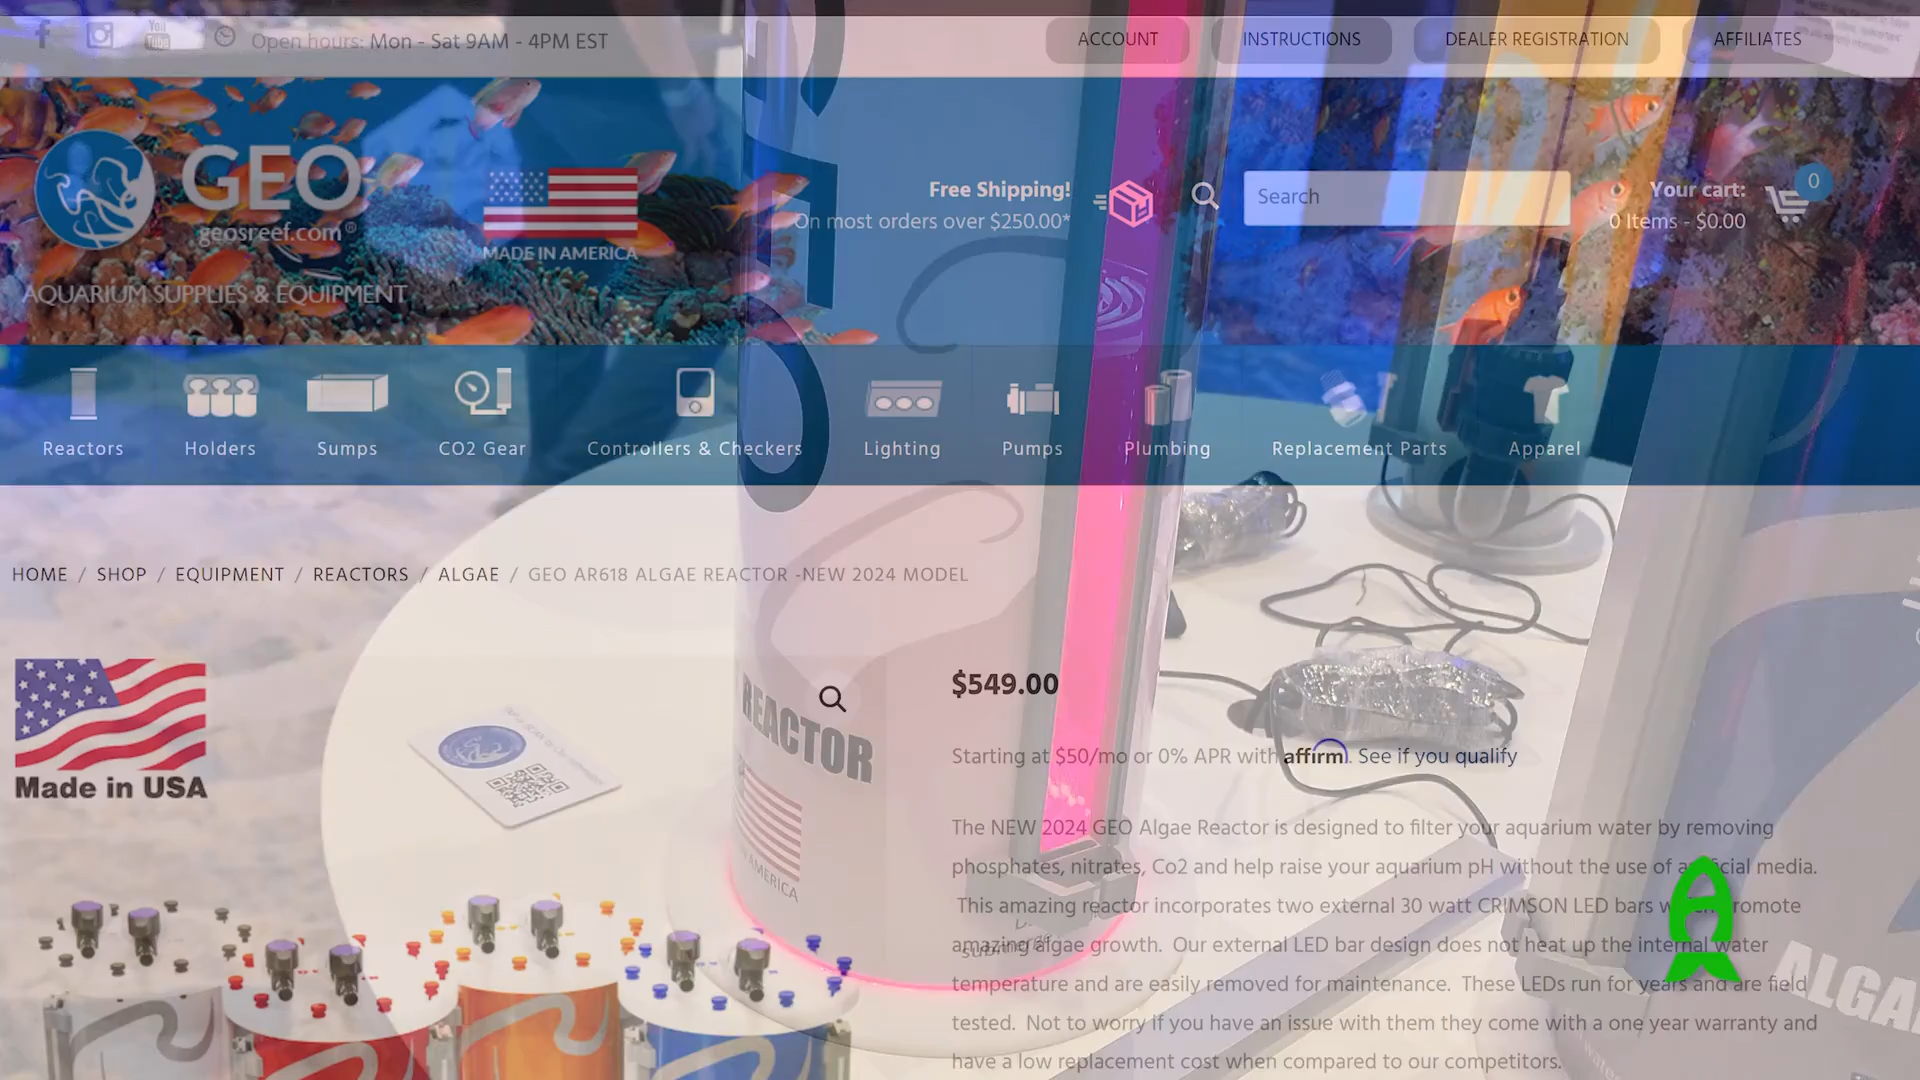 You Tube
Open hours: Mon - Sat 9AM - 4PM EST
ACCOUNT
INSTRUCTIONS
DEALER REGISTRATION
AFFILIATES
GEO
geosreef.com®
AQUARIUM SUPPLIES & EQUIPMENT
MADE IN AMERICA
Free Shipping!
On most orders over $250.00*
Search
Your cart:
0 Items - $0.00
0
Reactors
Holders
Sumps
CO2 Gear
Controllers & Checkers
Lighting
Pumps
Plumbing
Replacement Parts
Apparel
HOME / SHOP / EQUIPMENT / REACTORS / ALGAE / GEO AR618 ALGAE REACTOR -NEW 2024 MODEL
Made in USA
REACTOR
AMERICA
$549.00
Starting at $50/mo or 0% APR with affirm. See if you qualify
The NEW 2024 GEO Algae Reactor is designed to filter your aquarium water by removing
phosphates, nitrates, Co2 and help raise your aquarium pH without the use of artificial media.
This amazing reactor incorporates two external 30 watt CRIMSON LED bars which promote
amazing algae growth. Our external LED bar design does not heat up the internal water
temperature and are easily removed for maintenance. These LEDs run for years and are field
tested. Not to worry if you have an issue with them they come with a one year warranty and
have a low replacement cost when compared to our competitors.
ALGA